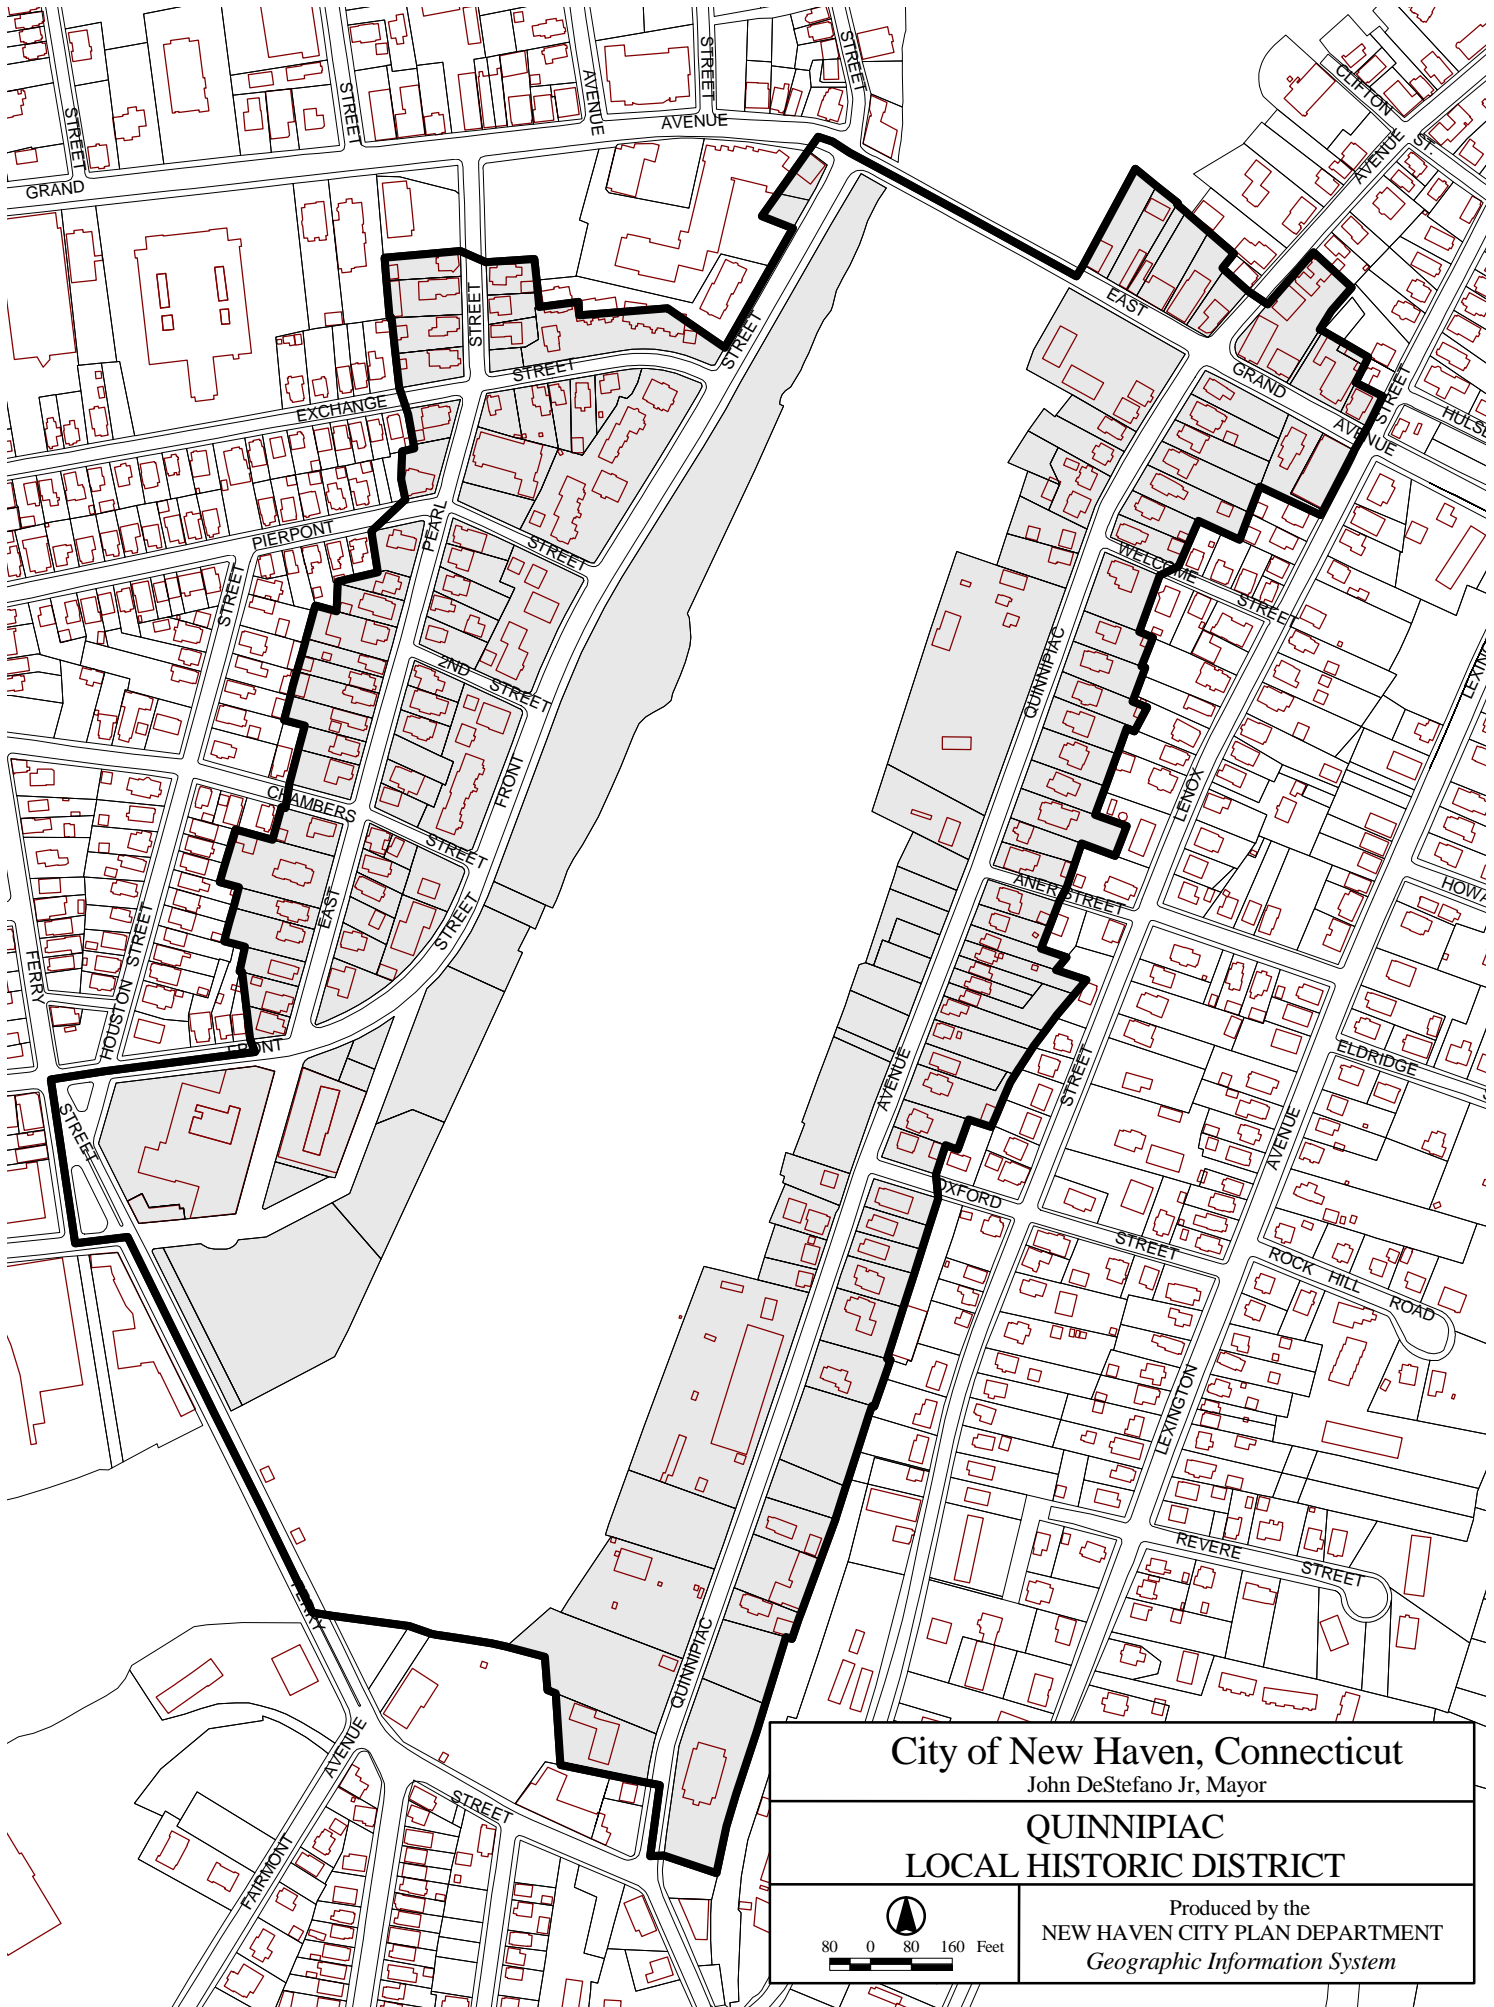 STREET
STREET
AVENUE
STREET
STREET
AVENUE
GRAND
CLIFTON
ST.
AVENUE
EAST
STREET
STREET
STREET
GRAND
AVENUE
STREET
EXCHANGE
PIERPONT
PEARL
STREET
STREET
WELCOME
STREET
QUINNIPIAC
2ND
STREET
FRONT
LENOX
CHAMBERS
STREET
EAST
STREET
ANER STREET
HOUSTON STREET
FERRY
FRONT
STREET
AVENUE
STREET
ELDRIDGE
AVENUE
OXFORD
STREET
ROCK HILL ROAD
LEXINGTON
REVERE
STREET
FERRY
QUINNIPIAC
AVENUE
STREET
FAIRMONT
City of New Haven, Connecticut
John DeStefano Jr, Mayor
QUINNIPIAC
LOCAL HISTORIC DISTRICT
80 0 80 160 Feet
Produced by the
NEW HAVEN CITY PLAN DEPARTMENT
Geographic Information System